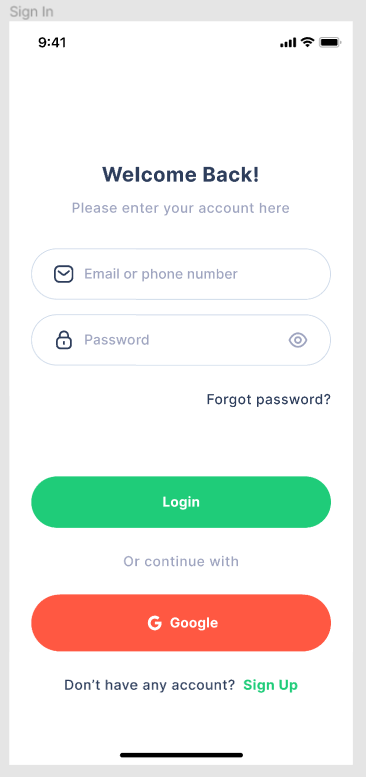 Sign In
9:41
Welcome Back!
Please enter your account here
Email or phone number
Password
Forgot password?
Login
Or continue with
G Google
Don't have any account? Sign Up